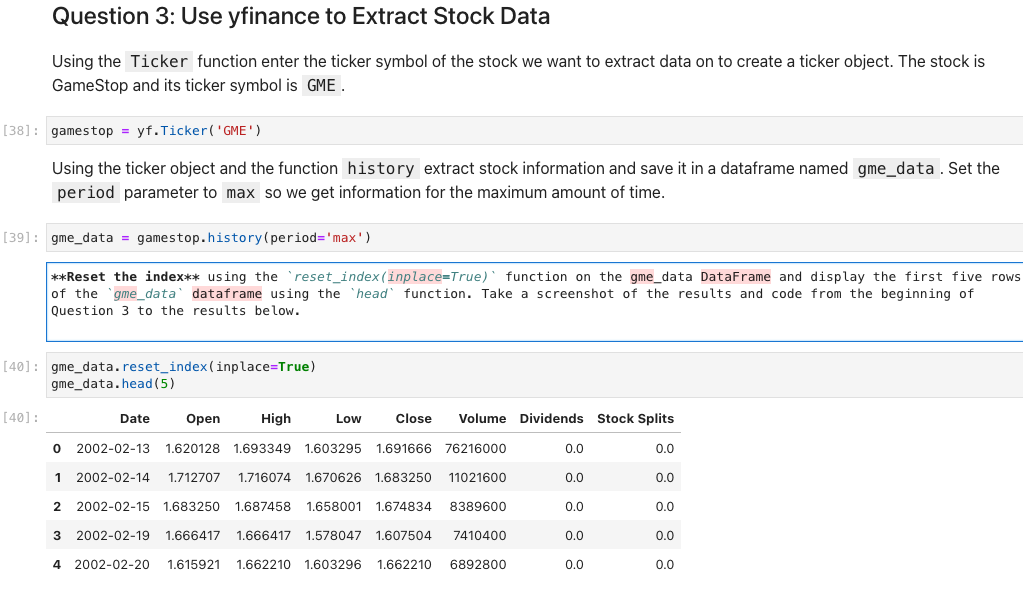 Question 3: Use yfinance to Extract Stock Data
Using the Ticker function enter the ticker symbol of the stock we want to extract data on to create a ticker object. The stock is
GameStop and its ticker symbol is GME .
[38]: gamestop = yf.Ticker('GME')
Using the ticker object and the function history extract stock information and save it in a dataframe named gme_data . Set the
period parameter to max so we get information for the maximum amount of time.
[39]: gme_data = gamestop.history(period='max')
**Reset the index** using the `reset_index(inplace=True)` function on the gme_data DataFrame and display the first five rows
of the `gme_data` dataframe using the `head` function. Take a screenshot of the results and code from the beginning of
Question 3 to the results below.
[40]: gme_data.reset_index(inplace=True)
gme_data.head(5)
[40]: Date Open High Low Close Volume Dividends Stock Splits
0 2002-02-13 1.620128 1.693349 1.603295 1.691666 76216000 0.0 0.0
1 2002-02-14 1.712707 1.716074 1.670626 1.683250 11021600 0.0 0.0
2 2002-02-15 1.683250 1.687458 1.658001 1.674834 8389600 0.0 0.0
3 2002-02-19 1.666417 1.666417 1.578047 1.607504 7410400 0.0 0.0
4 2002-02-20 1.615921 1.662210 1.603296 1.662210 6892800 0.0 0.0